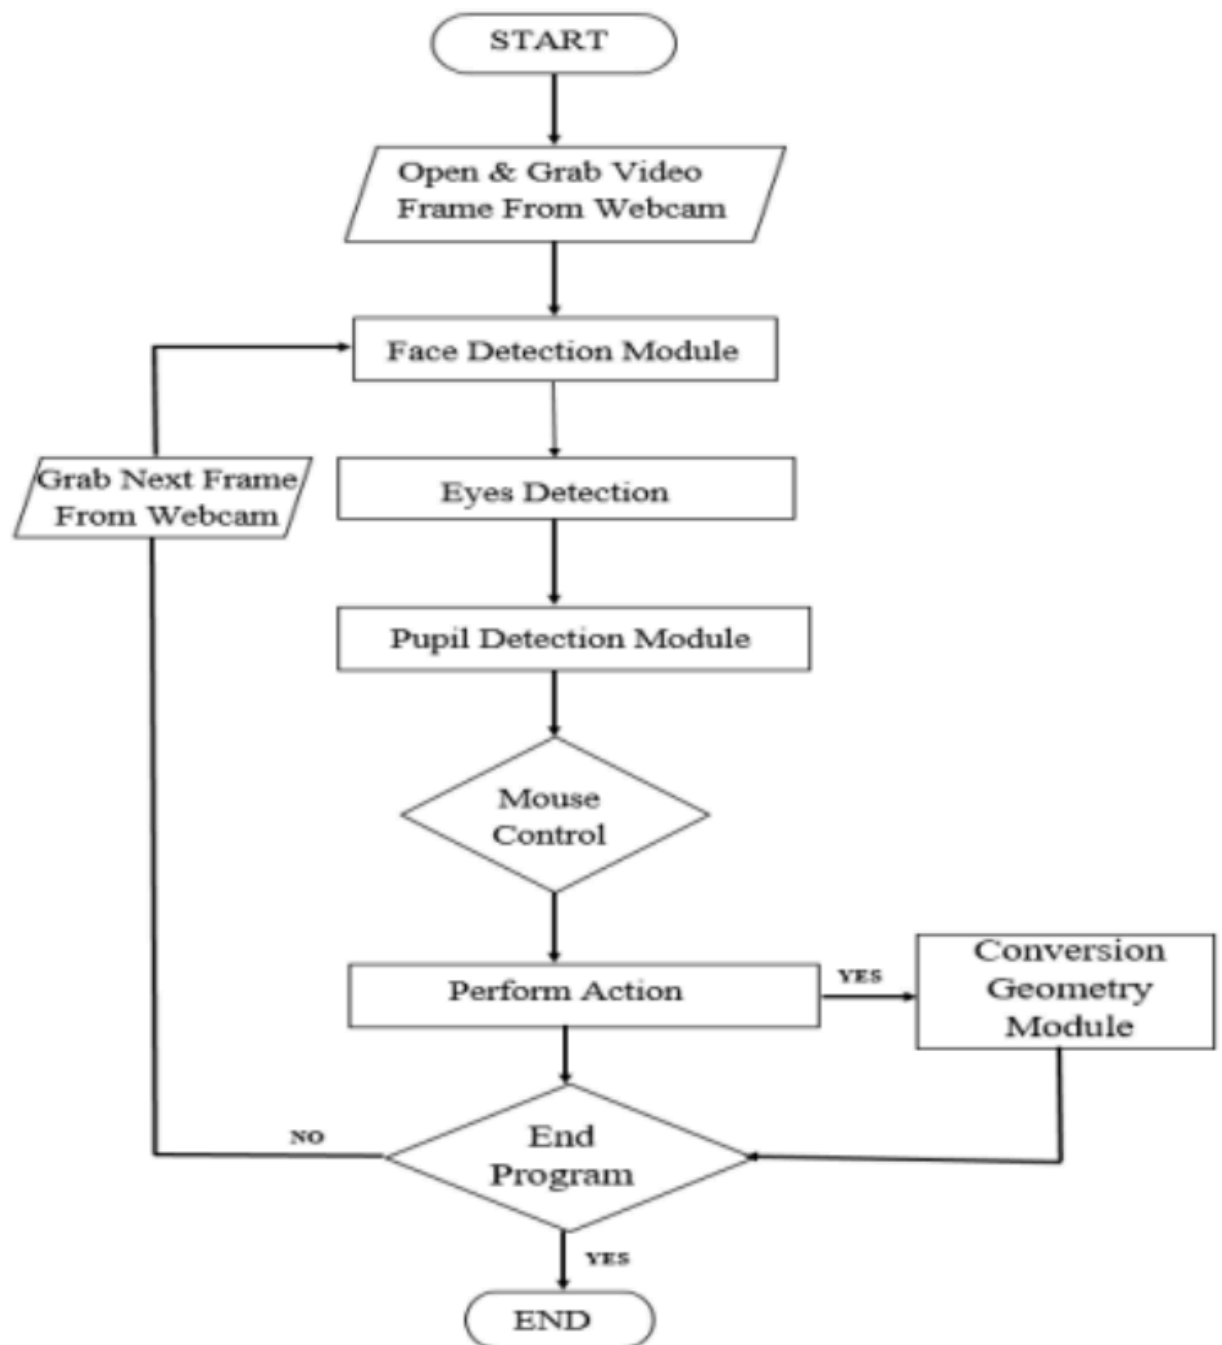 START
Open & Grab Video
Frame From Webcam
Face Detection Module
Grab Next Frame
From Webcam
Eyes Detection
Pupil Detection Module
Mouse
Control
Perform Action
YES
Conversion
Geometry
Module
NO
End
Program
YES
END